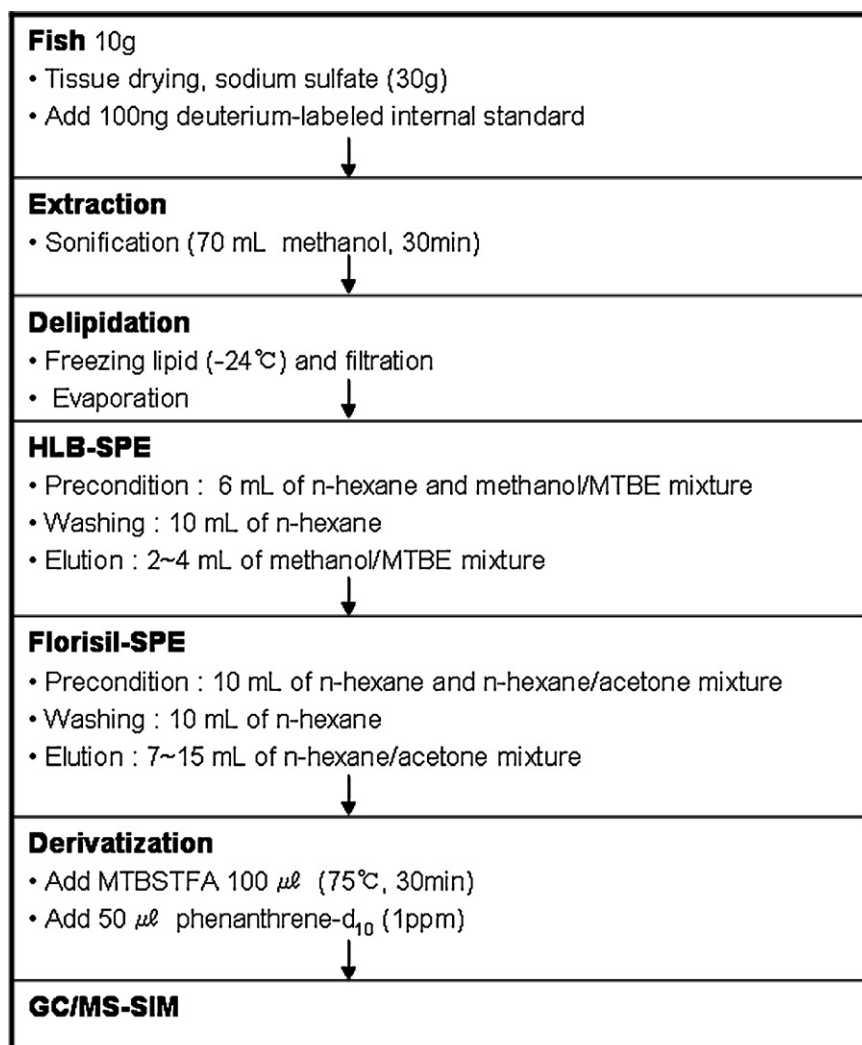 Fish 10g
• Tissue drying, sodium sulfate (30g)
• Add 100ng deuterium-labeled internal standard
Extraction
• Sonification (70 mL methanol, 30min)
Delipidation
• Freezing lipid (-24℃) and filtration
• Evaporation
HLB-SPE
• Precondition : 6 mL of n-hexane and methanol/MTBE mixture
• Washing : 10 mL of n-hexane
• Elution : 2~4 mL of methanol/MTBE mixture
Florisil-SPE
• Precondition : 10 mL of n-hexane and n-hexane/acetone mixture
• Washing : 10 mL of n-hexane
• Elution : 7~15 mL of n-hexane/acetone mixture
Derivatization
• Add MTBSTFA 100 ㎕ (75℃, 30min)
• Add 50 ㎕ phenanthrene-d₁₀ (1ppm)
GC/MS-SIM